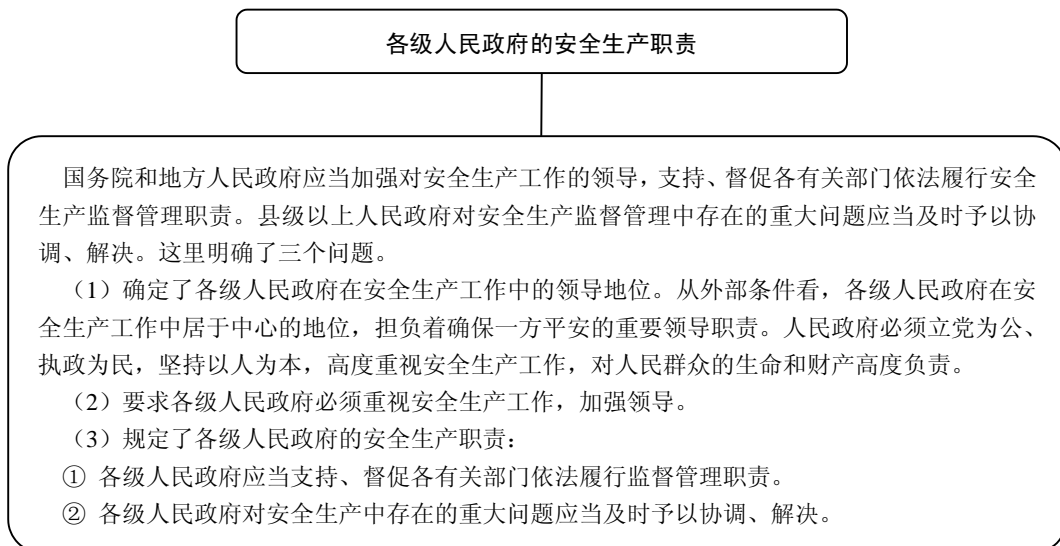 各级人民政府的安全生产职责
国务院和地方人民政府应当加强对安全生产工作的领导，支持、督促各有关部门依法履行安全
生产监督管理职责。县级以上人民政府对安全生产监督管理中存在的重大问题应当及时予以协
调、解决。这里明确了三个问题。
（1）确定了各级人民政府在安全生产工作中的领导地位。从外部条件看，各级人民政府在安
全生产工作中居于中心的地位，担负着确保一方平安的重要领导职责。人民政府必须立党为公、
执政为民，坚持以人为本，高度重视安全生产工作，对人民群众的生命和财产高度负责。
（2）要求各级人民政府必须重视安全生产工作，加强领导。
（3）规定了各级人民政府的安全生产职责：
① 各级人民政府应当支持、督促各有关部门依法履行监督管理职责。
② 各级人民政府对安全生产中存在的重大问题应当及时予以协调、解决。